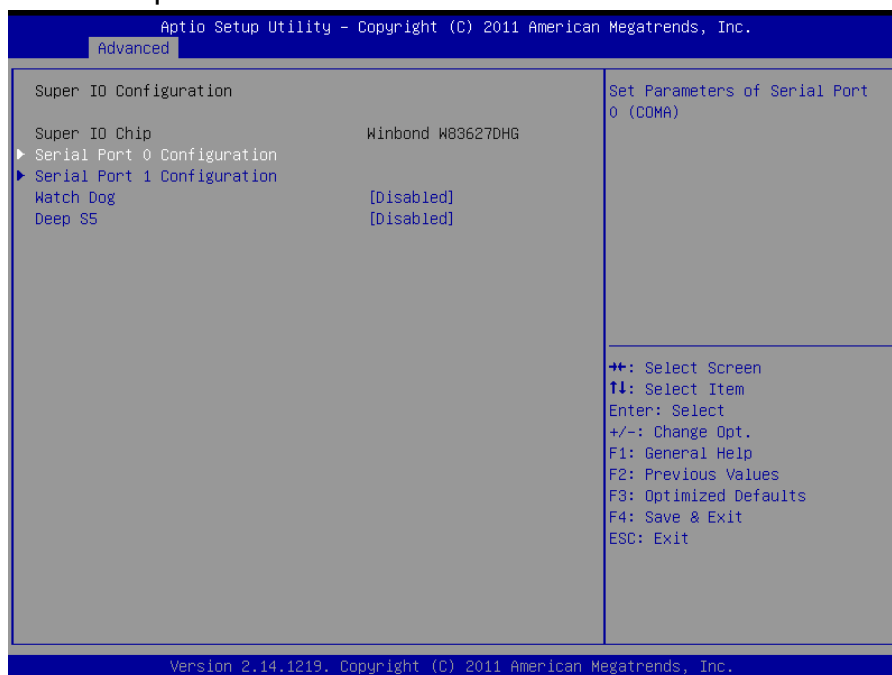 Aptio Setup Utility – Copyright (C) 2011 American Megatrends, Inc.
Advanced
Super IO Configuration
Super IO Chip Winbond W83627DHG
Serial Port 0 Configuration
Serial Port 1 Configuration
Watch Dog [Disabled]
Deep S5 [Disabled]
Set Parameters of Serial Port
0 (COMA)
→←: Select Screen
↑↓: Select Item
Enter: Select
+/-: Change Opt.
F1: General Help
F2: Previous Values
F3: Optimized Defaults
F4: Save & Exit
ESC: Exit
Version 2.14.1219. Copyright (C) 2011 American Megatrends, Inc.